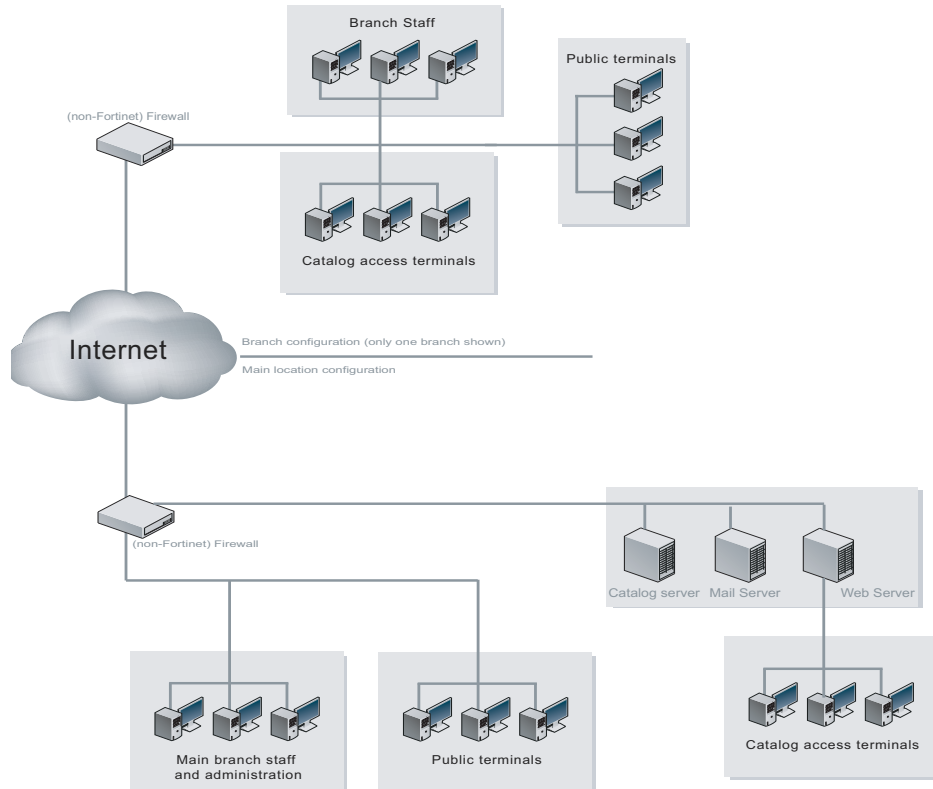 Branch Staff
Public terminals
(non-Fortinet) Firewall
Catalog access terminals
Internet
Branch configuration (only one branch shown)
Main location configuration
(non-Fortinet) Firewall
Catalog server
Mail Server
Web Server
Main branch staff
and administration
Public terminals
Catalog access terminals